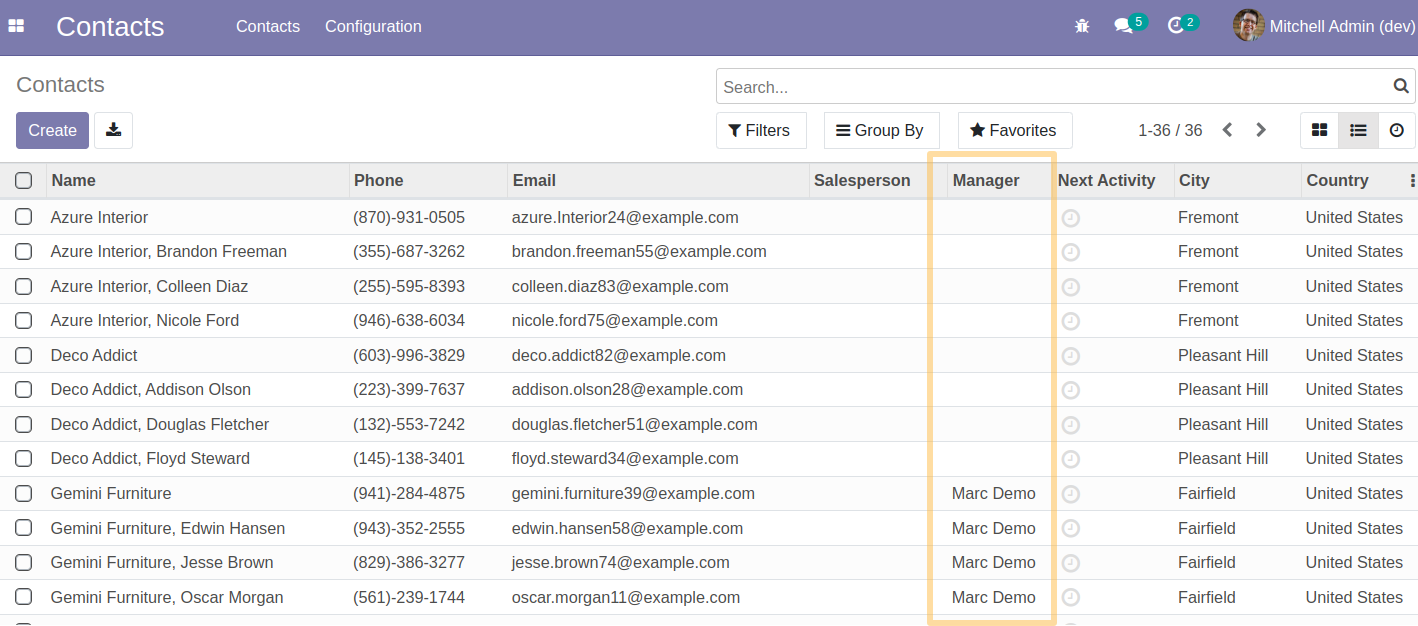 Contacts Contacts Configuration 5 2 Mitchell Admin (dev)
Contacts Search...
Create Filters Group By Favorites 1-36 / 36
Name Phone Email Salesperson Manager Next Activity City Country
Azure Interior (870)-931-0505 azure.Interior24@example.com Fremont United States
Azure Interior, Brandon Freeman (355)-687-3262 brandon.freeman55@example.com Fremont United States
Azure Interior, Colleen Diaz (255)-595-8393 colleen.diaz83@example.com Fremont United States
Azure Interior, Nicole Ford (946)-638-6034 nicole.ford75@example.com Fremont United States
Deco Addict (603)-996-3829 deco.addict82@example.com Pleasant Hill United States
Deco Addict, Addison Olson (223)-399-7637 addison.olson28@example.com Pleasant Hill United States
Deco Addict, Douglas Fletcher (132)-553-7242 douglas.fletcher51@example.com Pleasant Hill United States
Deco Addict, Floyd Steward (145)-138-3401 floyd.steward34@example.com Pleasant Hill United States
Gemini Furniture (941)-284-4875 gemini.furniture39@example.com Marc Demo Fairfield United States
Gemini Furniture, Edwin Hansen (943)-352-2555 edwin.hansen58@example.com Marc Demo Fairfield United States
Gemini Furniture, Jesse Brown (829)-386-3277 jesse.brown74@example.com Marc Demo Fairfield United States
Gemini Furniture, Oscar Morgan (561)-239-1744 oscar.morgan11@example.com Marc Demo Fairfield United States